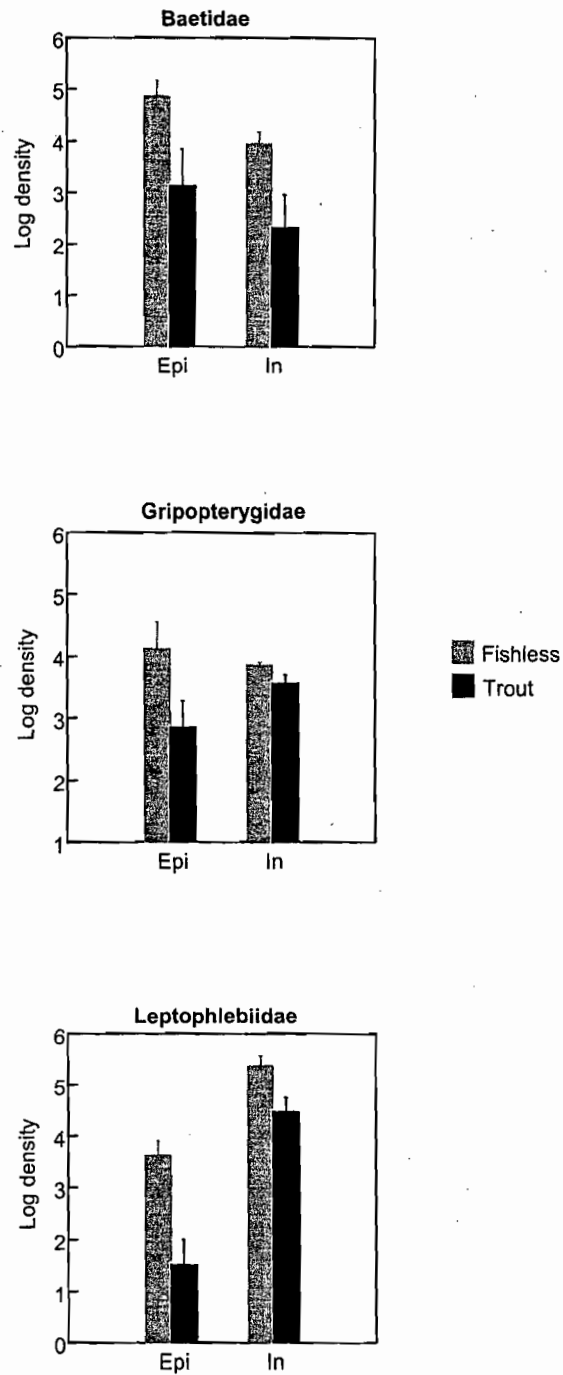 Baetidae
6
5
4
3
2
1
0
Log density
Epi In
Gripopterygidae
6
5
4
3
2
1
Log density
Epi In
Fishless
Trout
Leptophlebiidae
6
5
4
3
2
1
0
Log density
Epi In